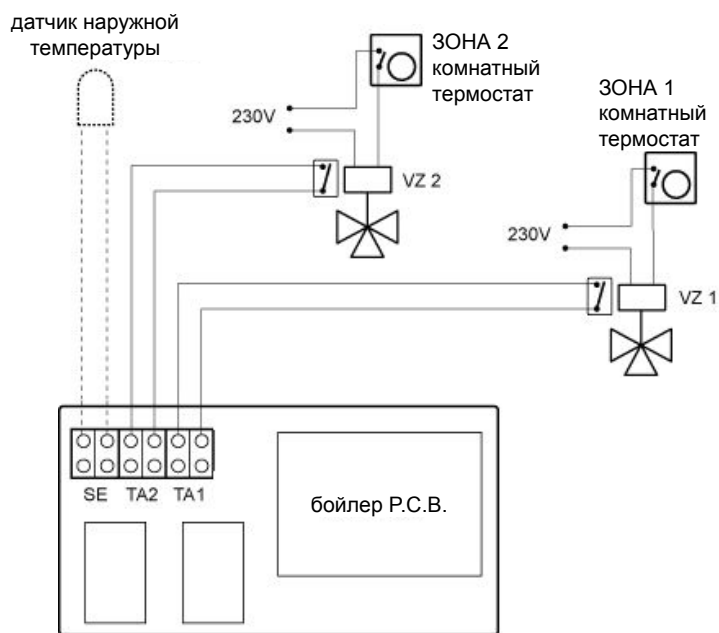 датчик наружной
температуры
ЗОНА 2
комнатный
термостат
ЗОНА 1
комнатный
термостат
230V
VZ 2
230V
VZ 1
SE TA2 TA1
бойлер P.C.B.